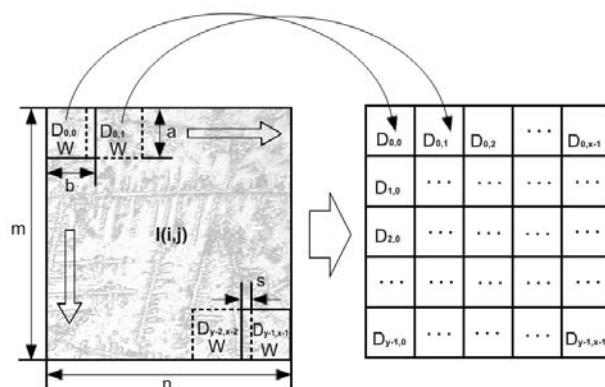 D0,0 D0,1 a
W W
b
m
I(i,j)
s
Dy-2,x-2 Dy-1,x-1
W W
n
D0,0 D0,1 D0,2 ... D0,x-1
D1,0 ... ... ... ...
D2,0 ... ... ... ...
... ... ... ... ...
Dy-1,0 ... ... ... Dy-1,x-1